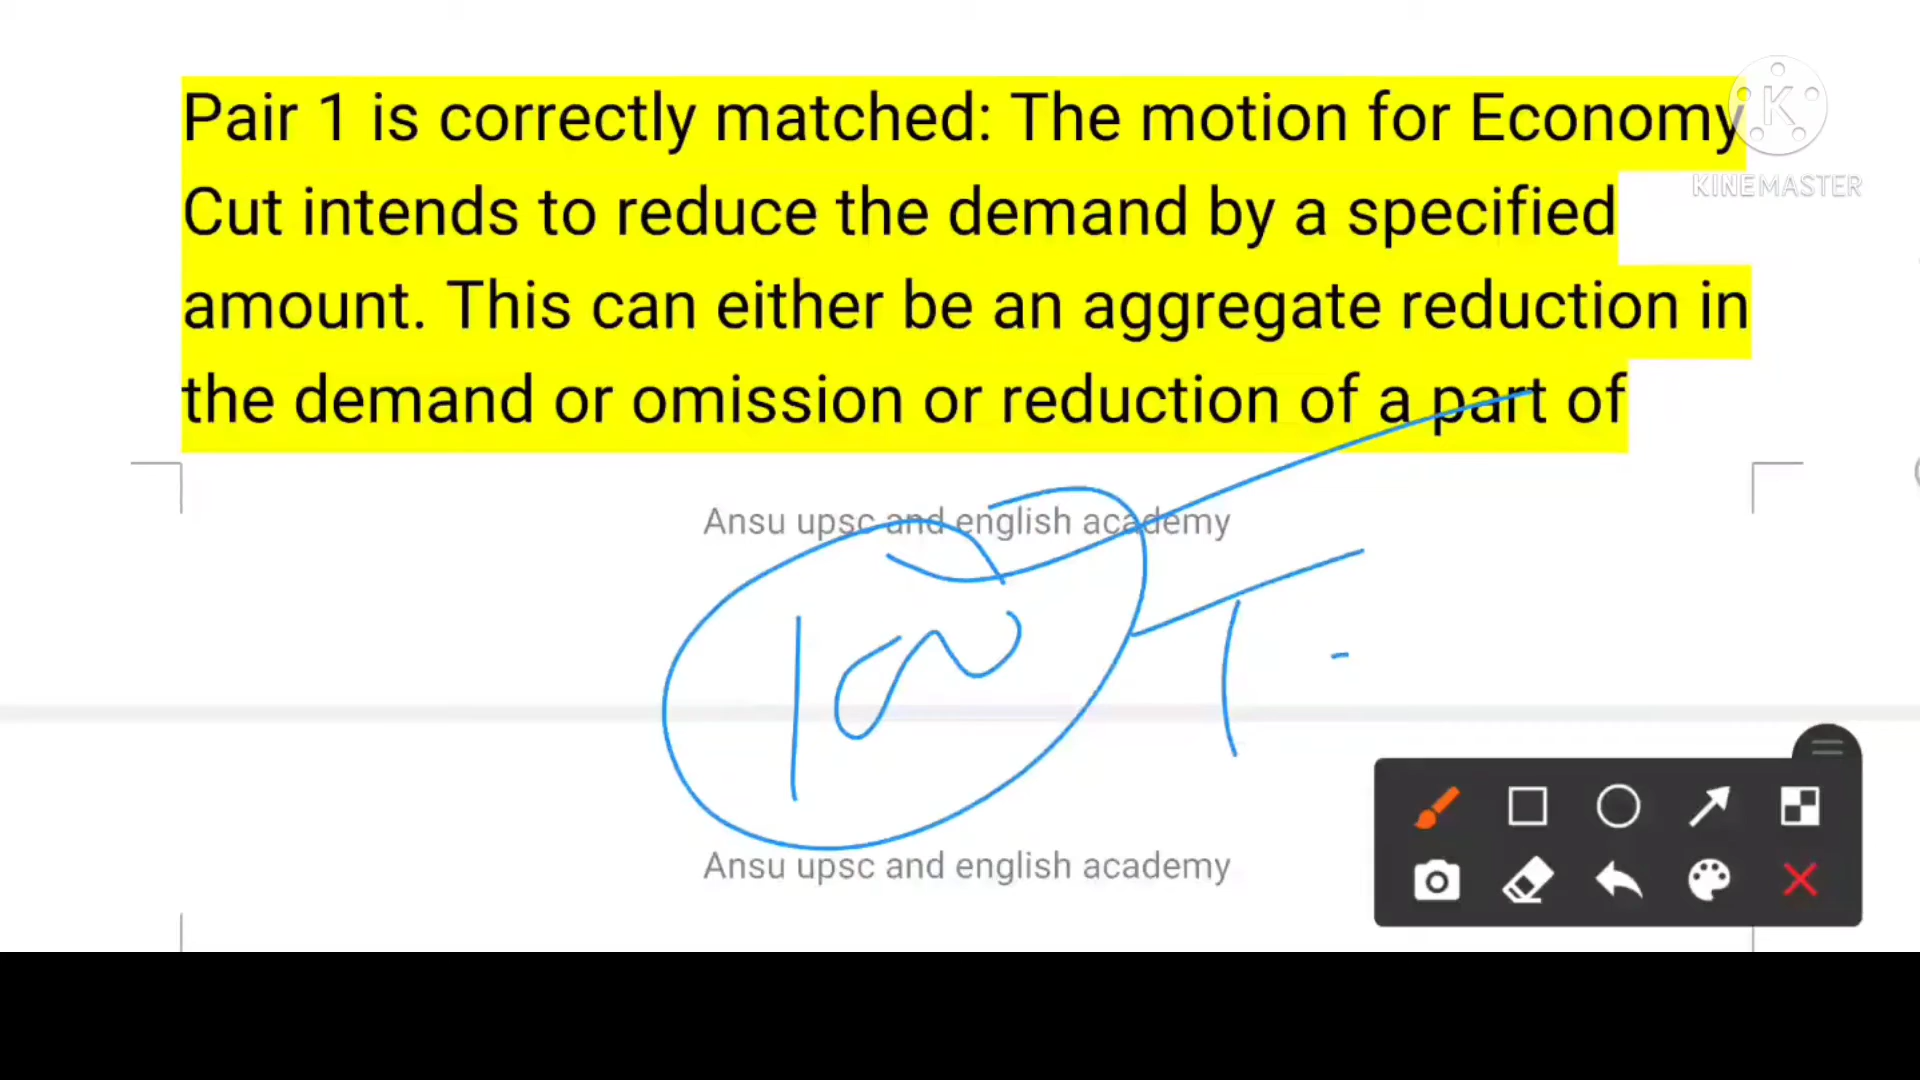 Pair 1 is correctly matched: The motion for Economy
Cut intends to reduce the demand by a specified
amount. This can either be an aggregate reduction in
the demand or omission or reduction of a part of
K
KINEMASTER
Ansu upsc and english academy
Ansu upsc and english academy